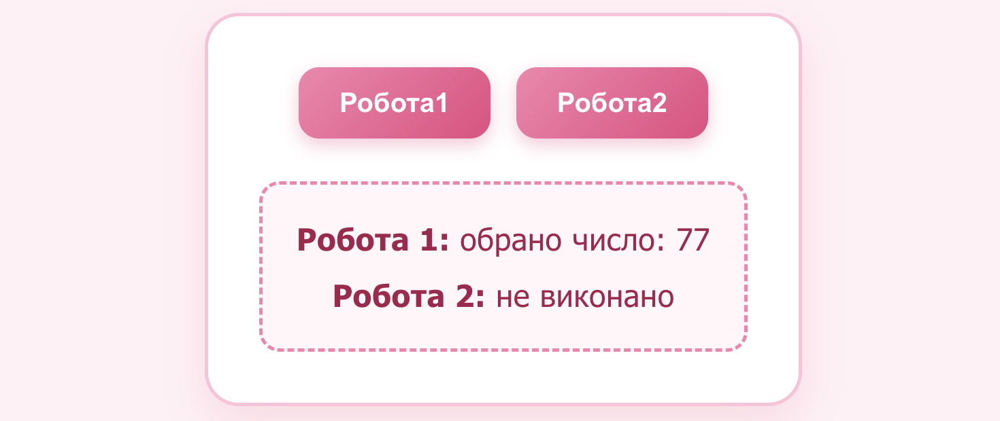 Робота1
Робота2
Робота 1: обрано число: 77
Робота 2: не виконано